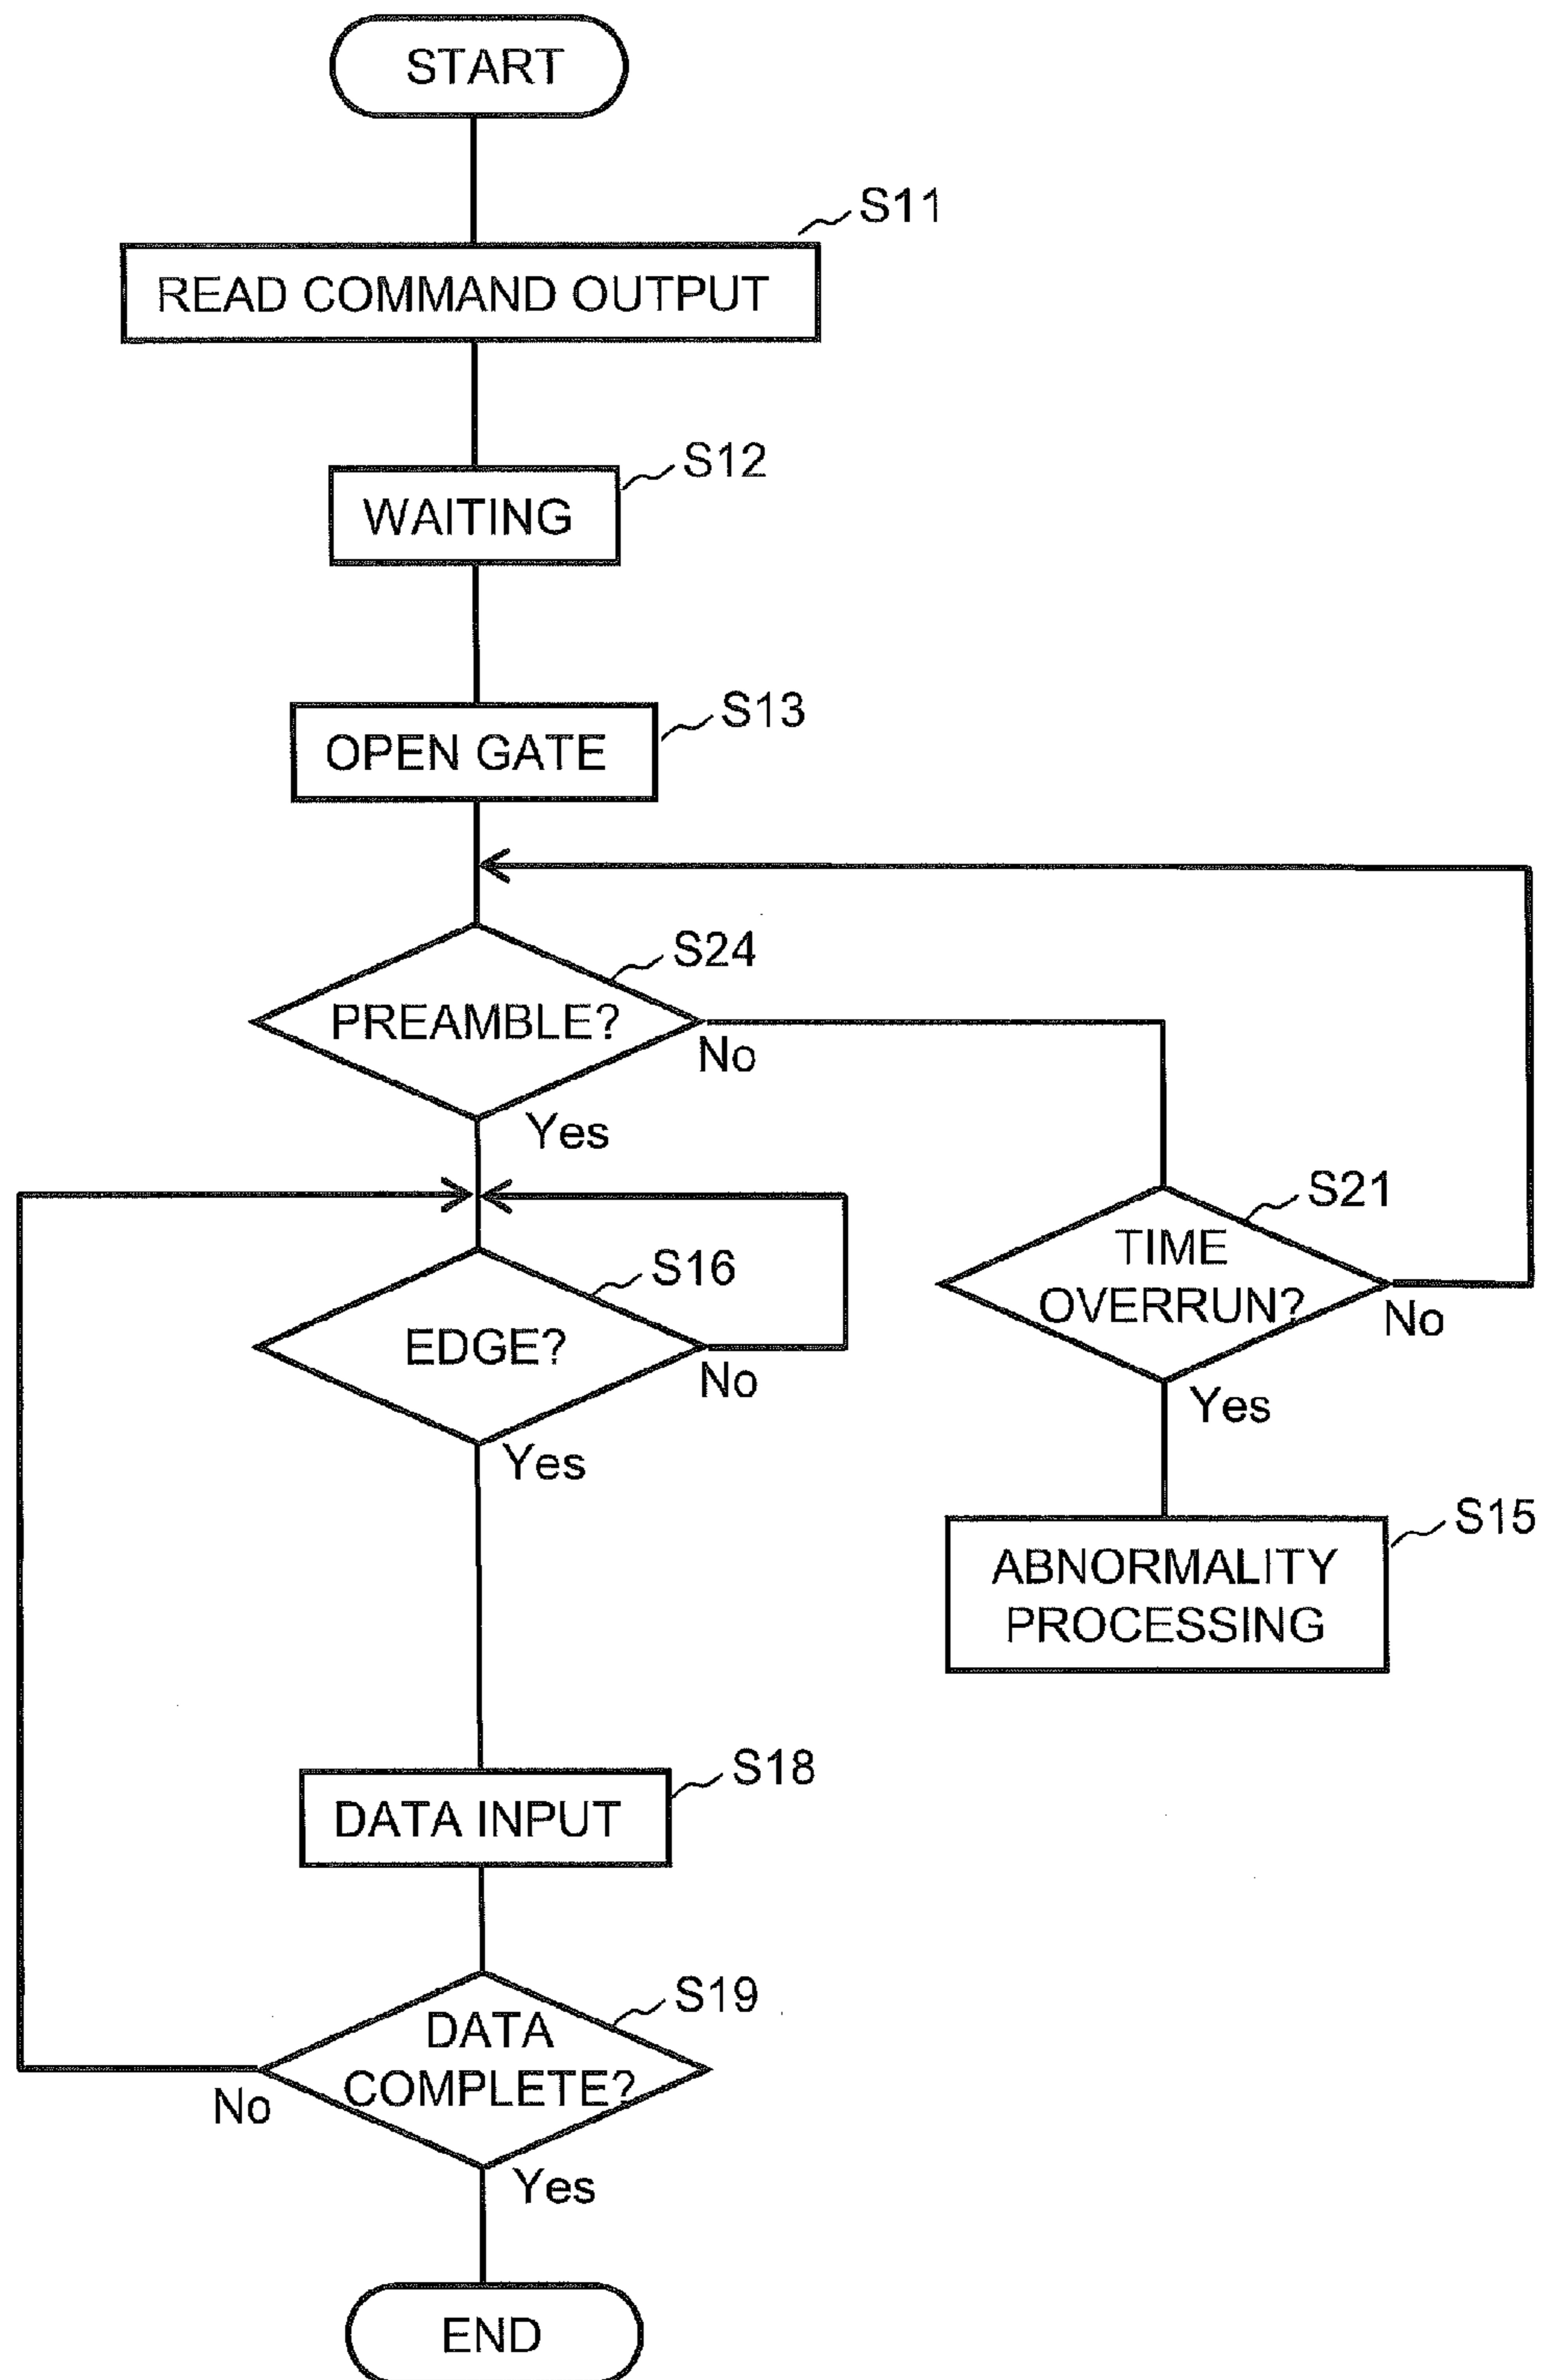 START
S11
READ COMMAND OUTPUT
S12
WAITING
S13
OPEN GATE
S24
PREAMBLE?
No
Yes
S21
TIME
OVERRUN?
No
Yes
S16
EDGE?
No
Yes
S15
ABNORMALITY
PROCESSING
S18
DATA INPUT
S19
DATA
COMPLETE?
No
Yes
END